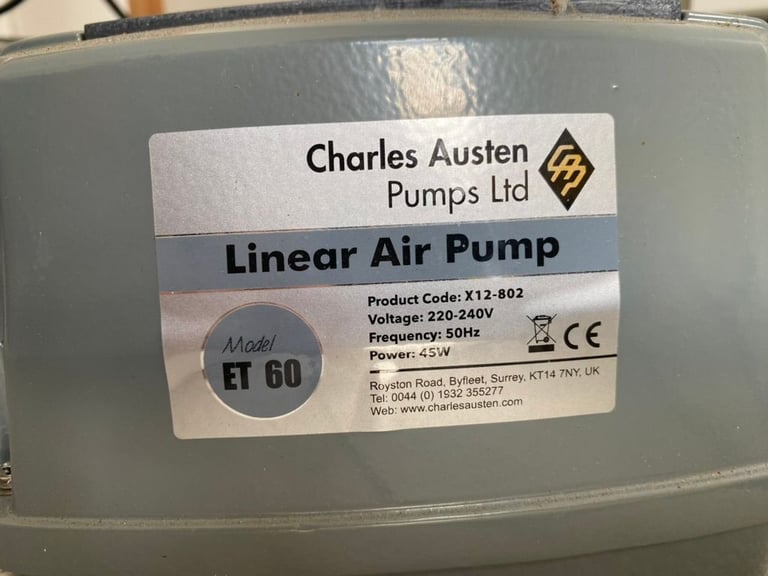 Charles Austen
Pumps Ltd
CAP
Linear Air Pump
Product Code: X12-802
Voltage: 220-240V
Frequency: 50Hz
Power: 45W
CE
Model
ET 60
Royston Road, Byfleet, Surrey, KT14 7NY, UK
Tel: 0044 (0) 1932 355277
Web: www.charlesausten.com